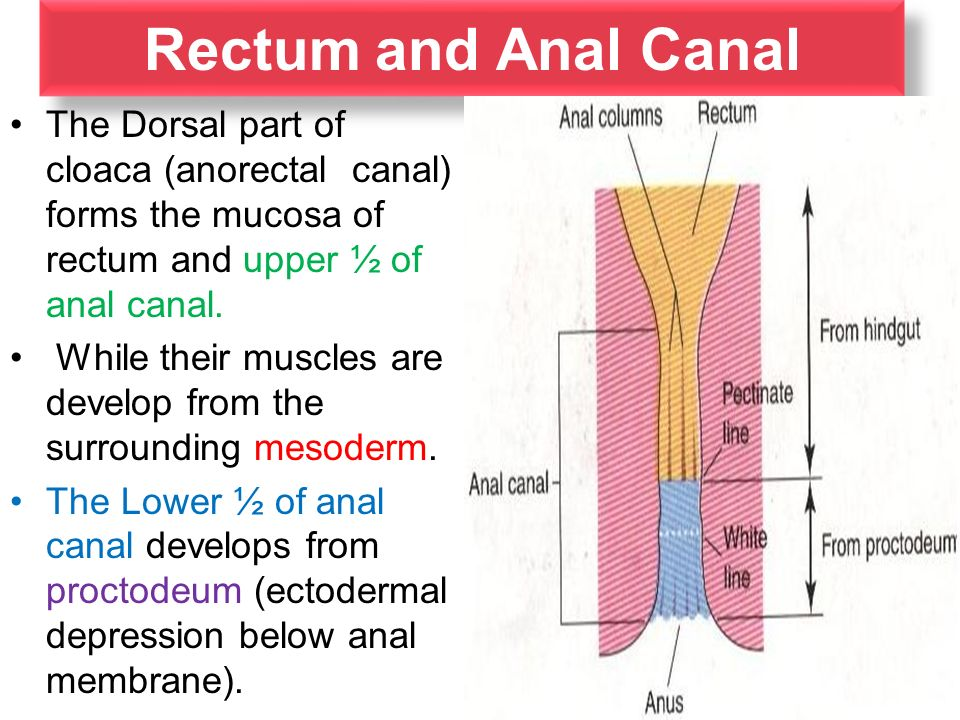 Rectum and Anal Canal
• The Dorsal part of
cloaca (anorectal canal)
forms the mucosa of
rectum and upper ½ of
anal canal.
• While their muscles are
develop from the
surrounding mesoderm.
• The Lower ½ of anal
canal develops from
proctodeum (ectodermal
depression below anal
membrane).
Anal columns
Rectum
From hindgut
Pectinate
line
Anal canal
White
line
From proctodeum
Anus